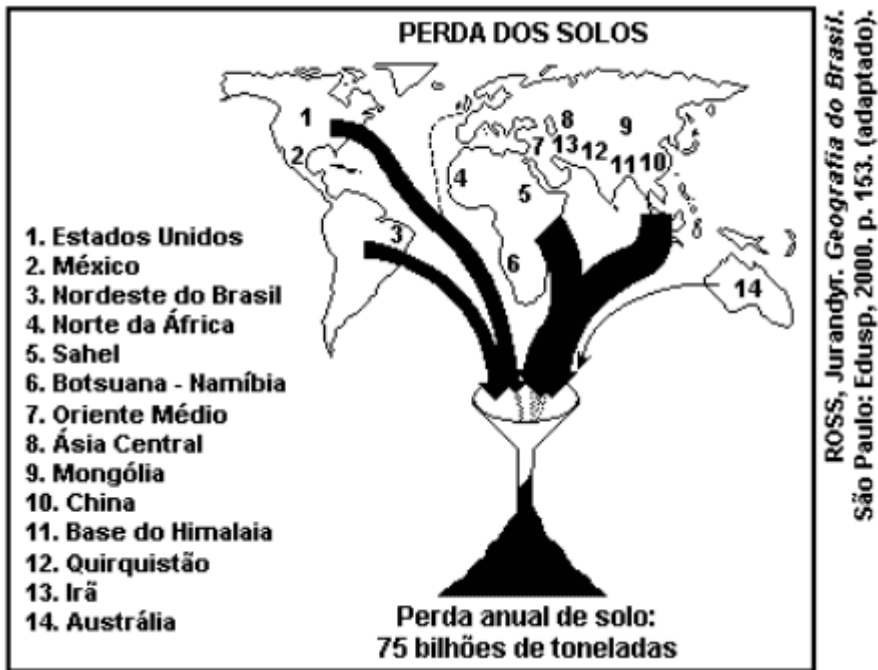 PERDA DOS SOLOS
1
2
3
4
5
6
7
8
9
10
11
12
13
14
1. Estados Unidos
2. México
3. Nordeste do Brasil
4. Norte da África
5. Sahel
6. Botsuana - Namíbia
7. Oriente Médio
8. Ásia Central
9. Mongólia
10. China
11. Base do Himalaia
12. Quirquistão
13. Irã
14. Austrália
Perda anual de solo:
75 bilhões de toneladas
ROSS, Jurandyr. Geografia do Brasil.
São Paulo: Edusp, 2000. p. 153. (adaptado).